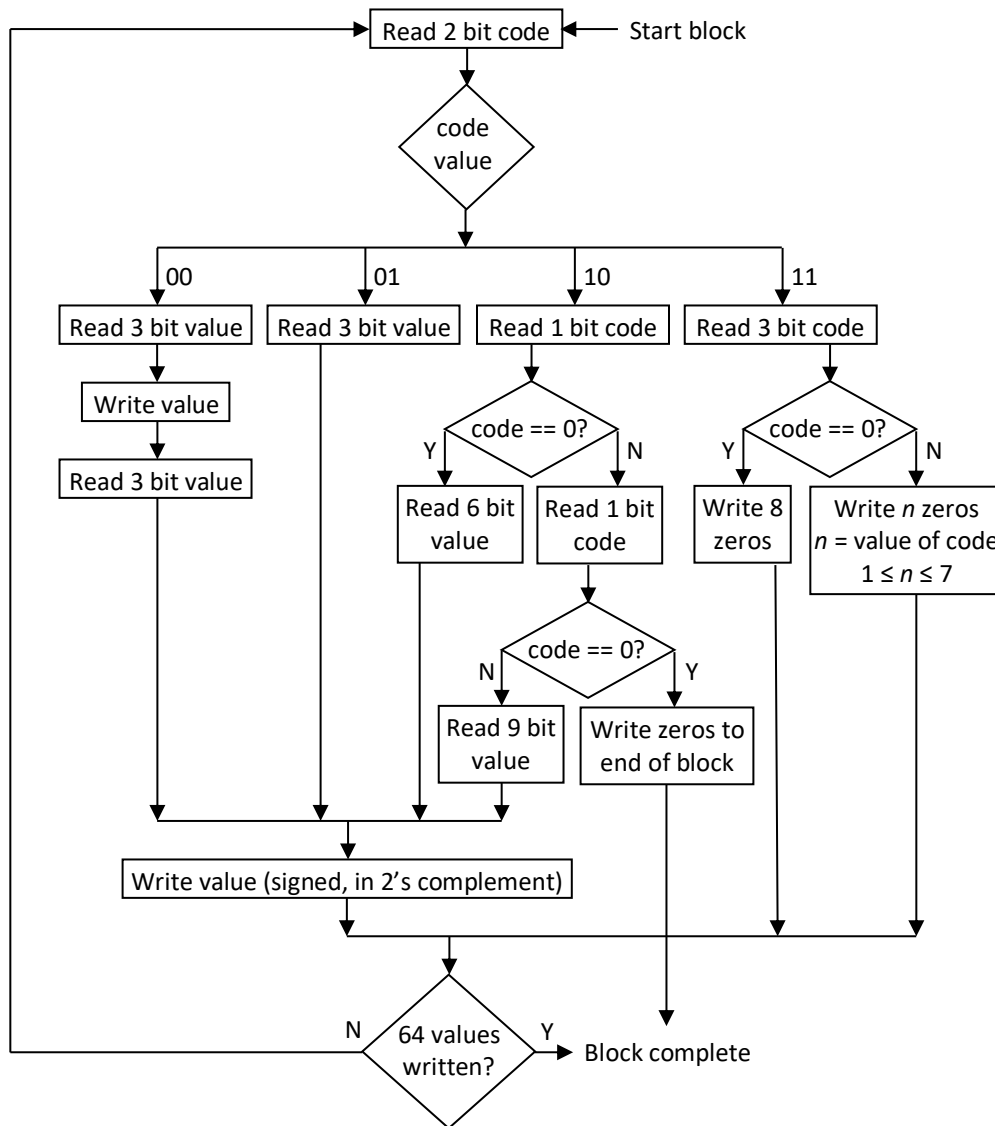 Read 2 bit code
Start block
code
value
00
01
10
11
Read 3 bit value
Read 3 bit value
Read 1 bit code
Read 3 bit code
Write value
code == 0?
code == 0?
Y
N
Y
N
Read 3 bit value
Read 6 bit
value
Read 1 bit
code
Write 8
zeros
Write n zeros
n = value of code
1 ≤ n ≤ 7
code == 0?
N
Y
Read 9 bit
value
Write zeros to
end of block
Write value (signed, in 2’s complement)
N
64 values
written?
Y
Block complete